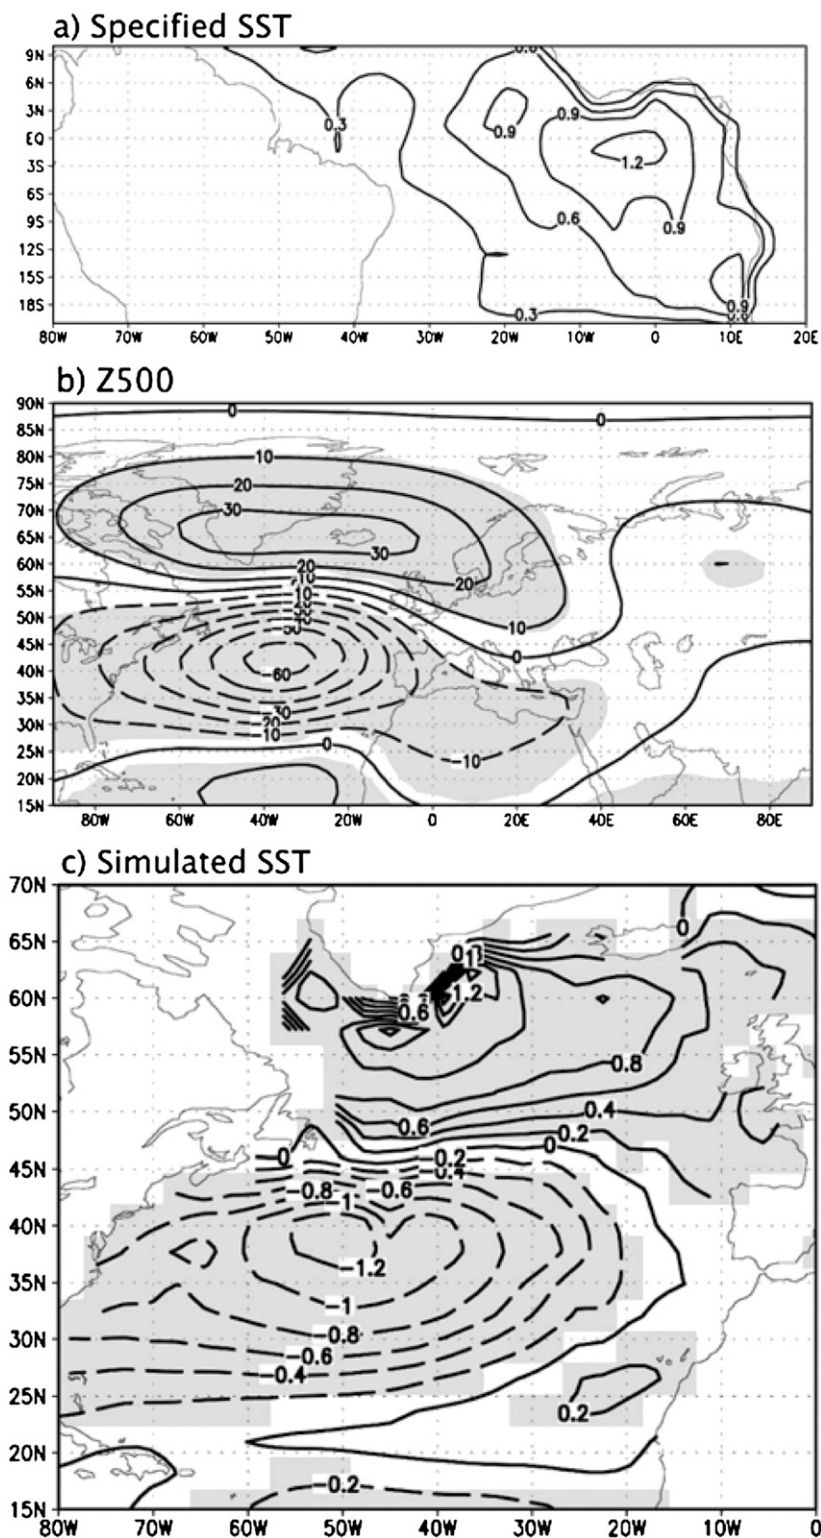 a) Specified SST
9N
6N
3N
EQ
3S
6S
9S
12S
15S
18S
0.3
0.9
0.9
1.2
0.6
0.9
0.9
0.3
80W 70W 60W 50W 40W 30W 20W 10W 0 10E 20E
b) Z500
90N
85N
80N
75N
70N
65N
60N
55N
50N
45N
40N
35N
30N
25N
20N
15N
0
0
10
20
30
30
20
10
20
10
10
0
-60
-30
-20
-10
-10
0
80W 60W 40W 20W 0 20E 40E 60E 80E
c) Simulated SST
70N
65N
60N
55N
50N
45N
40N
35N
30N
25N
20N
15N
0
1.2
0.6
0.8
0.4
0.6
0.2
0
0
-0.2
-0.4
-0.8
-0.6
-1
-1.2
-1
-0.8
-0.6
-0.4
0.2
-0.2
80W 70W 60W 50W 40W 30W 20W 10W 0